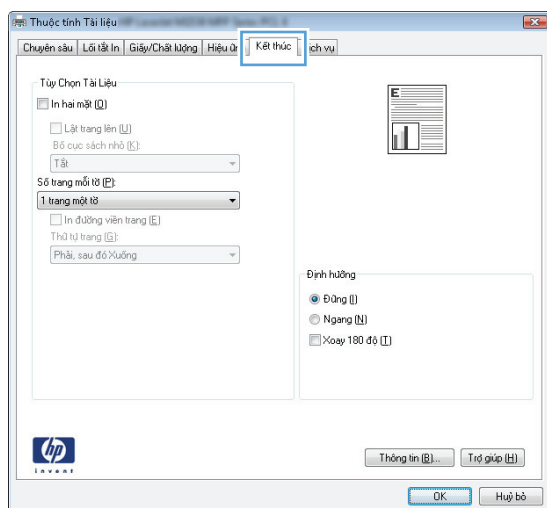 Thuộc tính Tài liệu
Chuyên sâu Lối tắt In Giấy/Chất lượng Hiệu ứn Kết thúc ịch vụ
Tùy Chọn Tài Liệu
In hai mặt (O)
Lật trang lên (U)
Bố cục sách nhỏ (K):
Tắt
Số trang mỗi tờ (P):
1 trang một tờ
In đường viền trang (E)
Thứ tự trang (G):
Phải, sau đó Xuống
E
Định hướng
Đứng (I)
Ngang (N)
Xoay 180 độ (T)
hp
invent
Thông tin (B)... Trợ giúp (H)
OK Huỷ bỏ